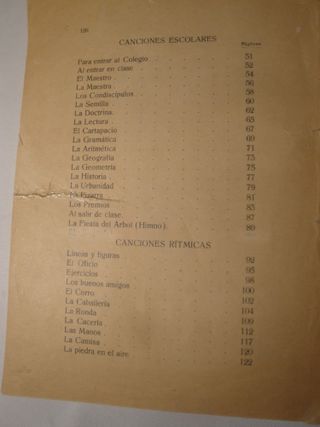 126
CANCIONES ESCOLARES
Páginas
Para entrar al Colegio 51
Al entrar en clase 52
El Maestro 54
La Maestra 56
Los Condiscípulos 58
La Semilla 60
La Doctrina 62
La Lectura 65
El Cartapacio 67
La Gramática 69
La Aritmética 71
La Geografía 73
La Geometría 75
La Historia 77
La Urbanidad 79
La Pizarra 81
Los Premios 83
Al salir de clase 87
La Fiesta del Arbol (Himno) 89
CANCIONES RÍTMICAS
Líneas y figuras 92
El Oficio 95
Ejercicios 98
Los buenos amigos 100
El Corro 102
La Caballería 104
La Ronda 109
La Cacería 112
Las Manos 117
La Camisa 120
La piedra en el aire 122